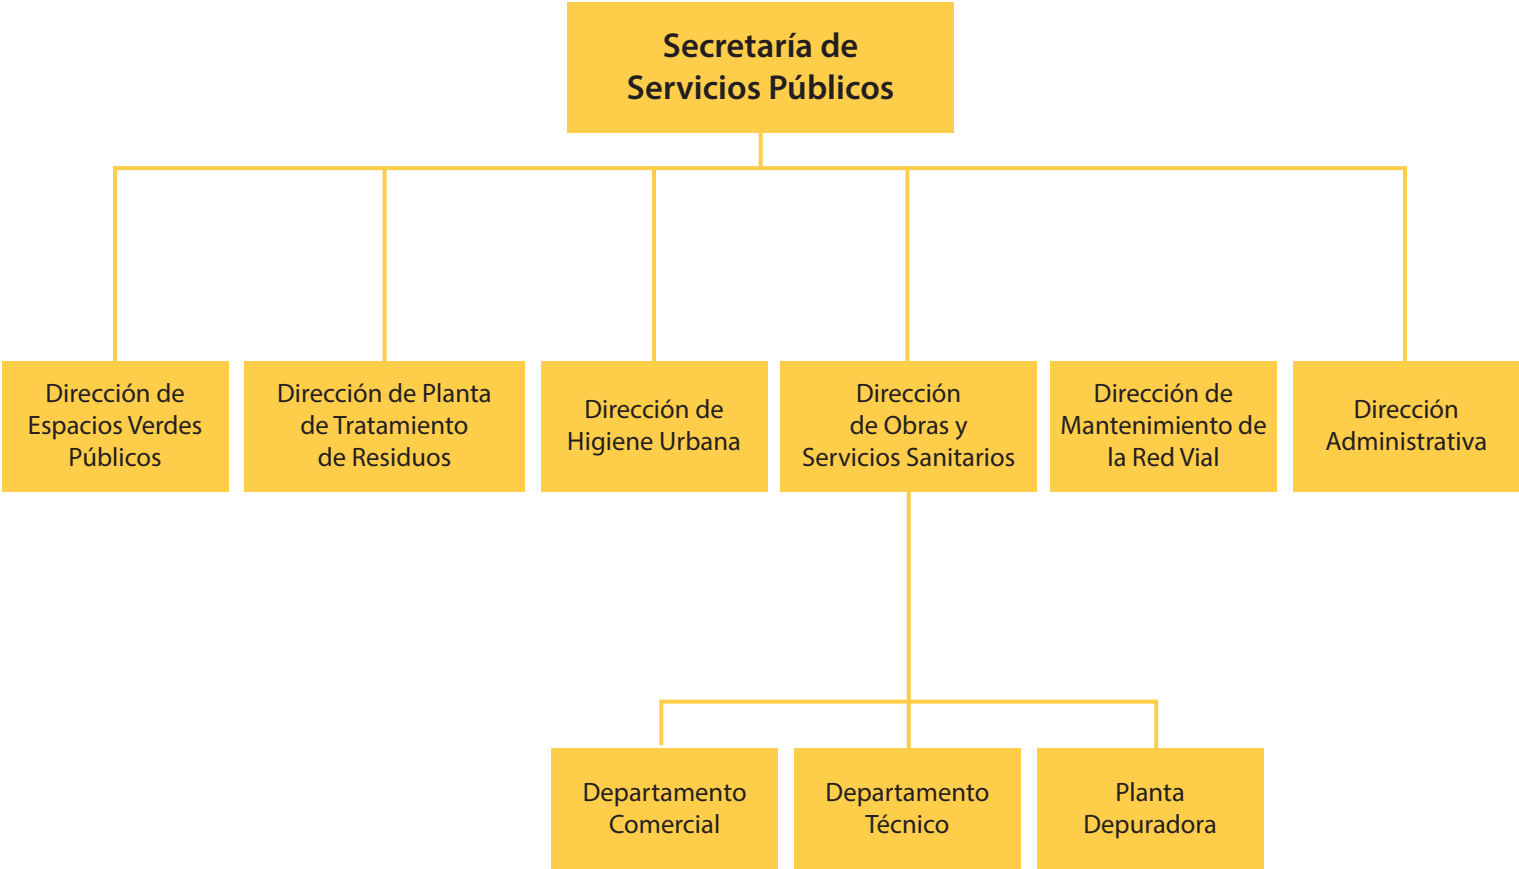 Secretaría de
Servicios Públicos
Dirección de
Espacios Verdes
Públicos
Dirección de Planta
de Tratamiento
de Residuos
Dirección de
Higiene Urbana
Dirección
de Obras y
Servicios Sanitarios
Dirección de
Mantenimiento de
la Red Vial
Dirección
Administrativa
Departamento
Comercial
Departamento
Técnico
Planta
Depuradora